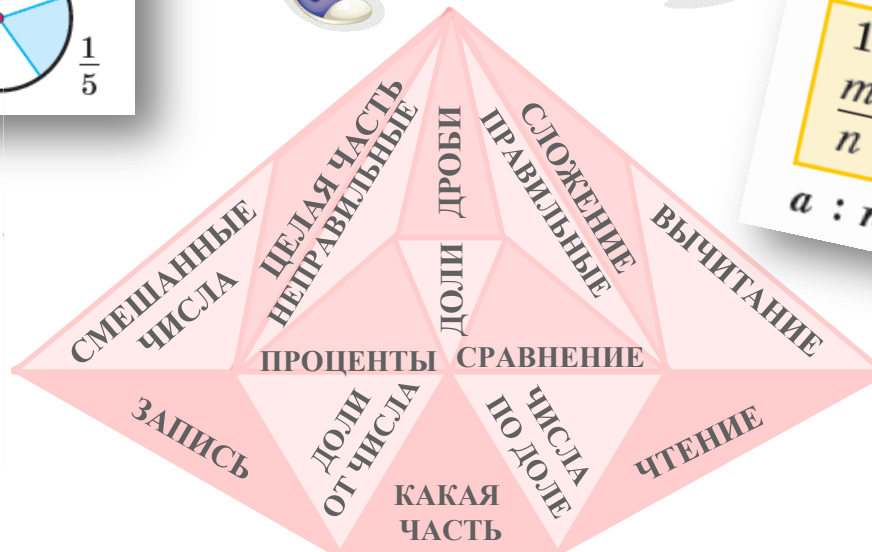 1
5
1
m
n
a : n
ДРОБИ
ЦЕЛАЯ ЧАСТЬ
НЕПРАВИЛЬНЫЕ
СЛОЖЕНИЕ
ПРАВИЛЬНЫЕ
СМЕШАННЫЕ
ЧИСЛА
ВЫЧИТАНИЕ
ДОЛИ
ПРОЦЕНТЫ
СРАВНЕНИЕ
ЗАПИСЬ
ДОЛИ
ОТ ЧИСЛА
ЧИСЛА
ПО ДОЛЕ
ЧТЕНИЕ
КАКАЯ
ЧАСТЬ